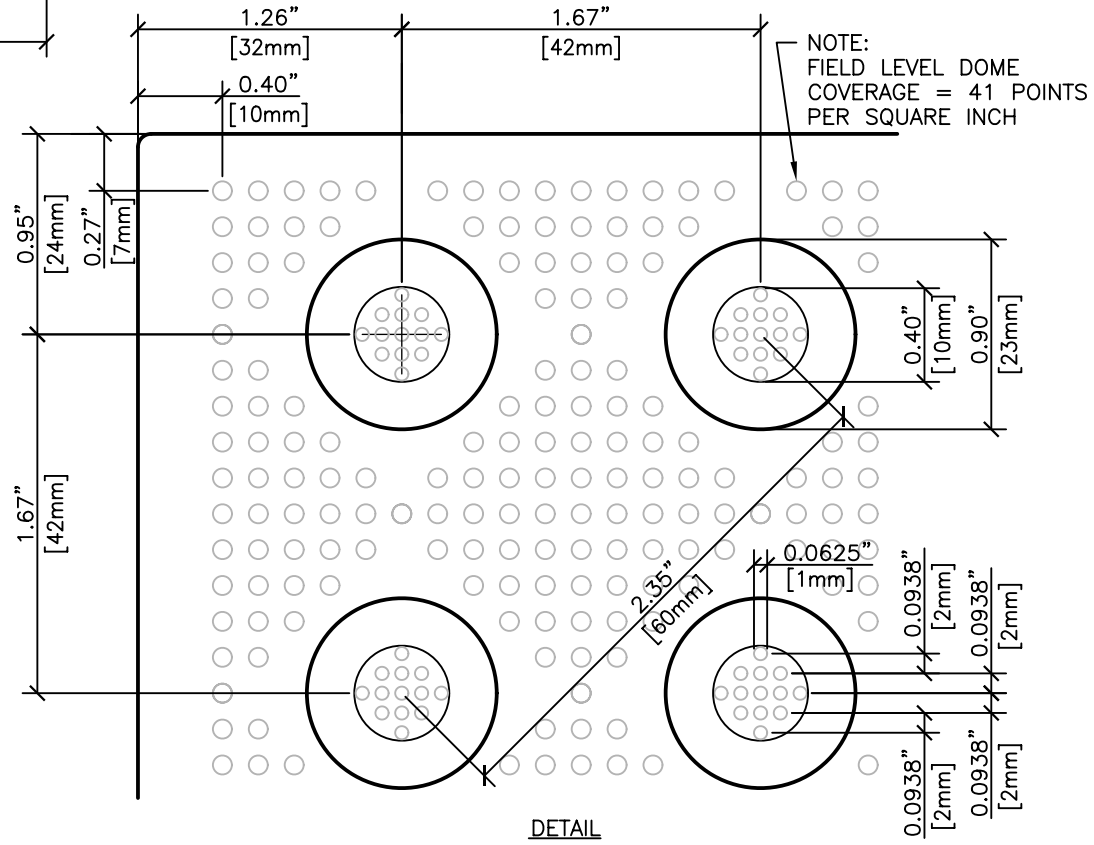 1.26”
[32mm]
1.67”
[42mm]
NOTE:
FIELD LEVEL DOME
COVERAGE = 41 POINTS
PER SQUARE INCH
0.40”
[10mm]
0.95”
[24mm]
0.27”
[7mm]
0.40”
[10mm]
0.90”
[23mm]
1.67”
[42mm]
2.35”
[60mm]
0.0625”
[1mm]
0.0938”
[2mm]
0.0938”
[2mm]
0.0938”
[2mm]
0.0938”
[2mm]
DETAIL